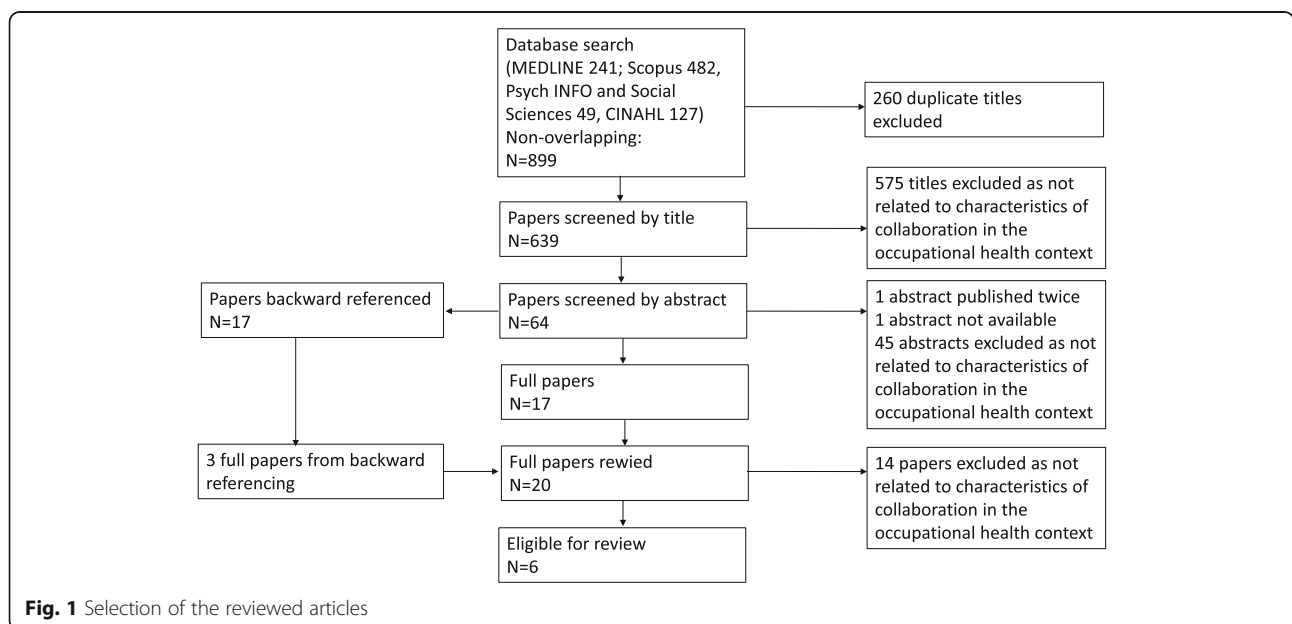 Database search
(MEDLINE 241; Scopus 482,
Psych INFO and Social
Sciences 49, CINAHL 127)
Non-overlapping:
N=899
260 duplicate titles
excluded
Papers screened by title
N=639
575 titles excluded as not
related to characteristics of
collaboration in the
occupational health context
Papers backward referenced
N=17
Papers screened by abstract
N=64
1 abstract published twice
1 abstract not available
45 abstracts excluded as not
related to characteristics of
collaboration in the
occupational health context
Full papers
N=17
3 full papers from backward
referencing
Full papers rewied
N=20
14 papers excluded as not
related to characteristics of
collaboration in the
occupational health context
Eligible for review
N=6
Fig. 1 Selection of the reviewed articles